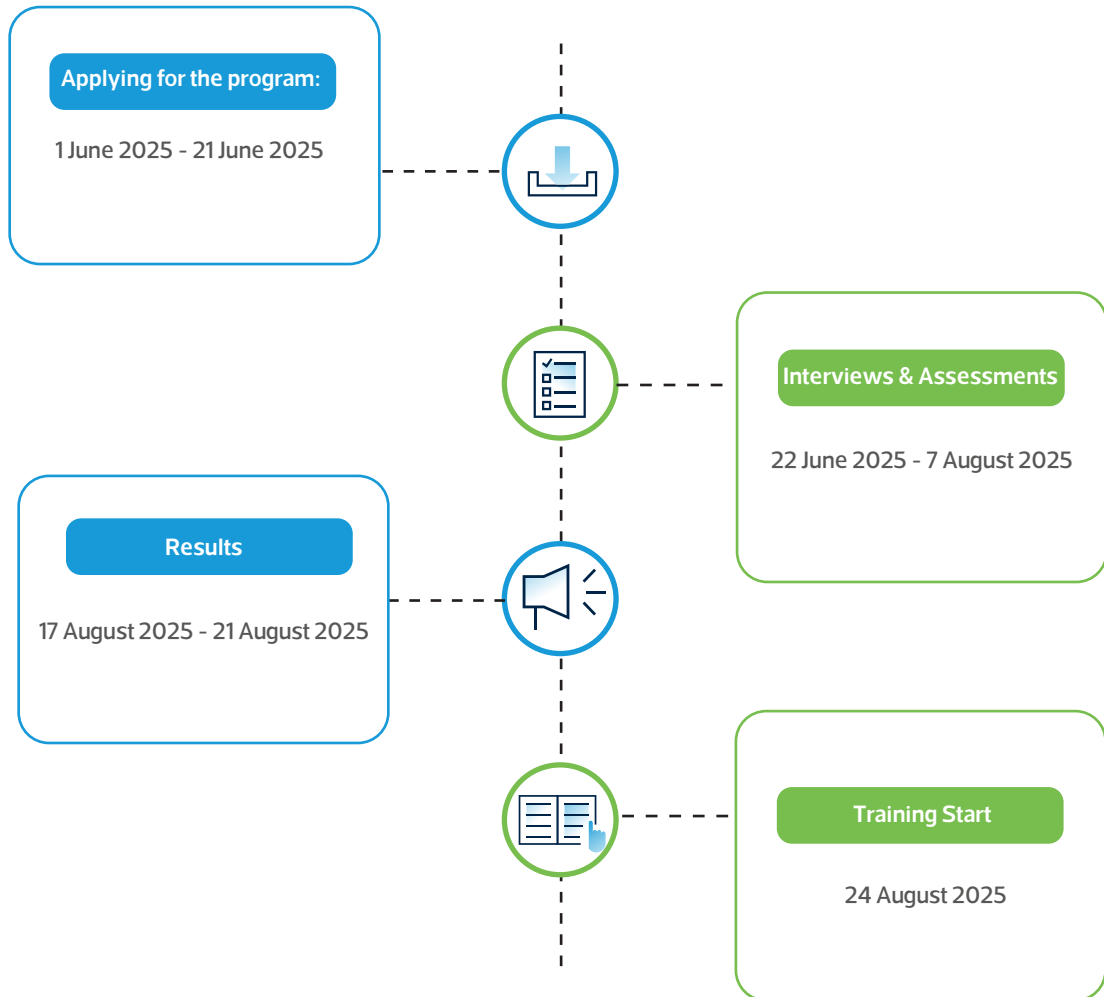 Applying for the program:
1 June 2025 - 21 June 2025
Interviews & Assessments
22 June 2025 - 7 August 2025
Results
17 August 2025 - 21 August 2025
Training Start
24 August 2025